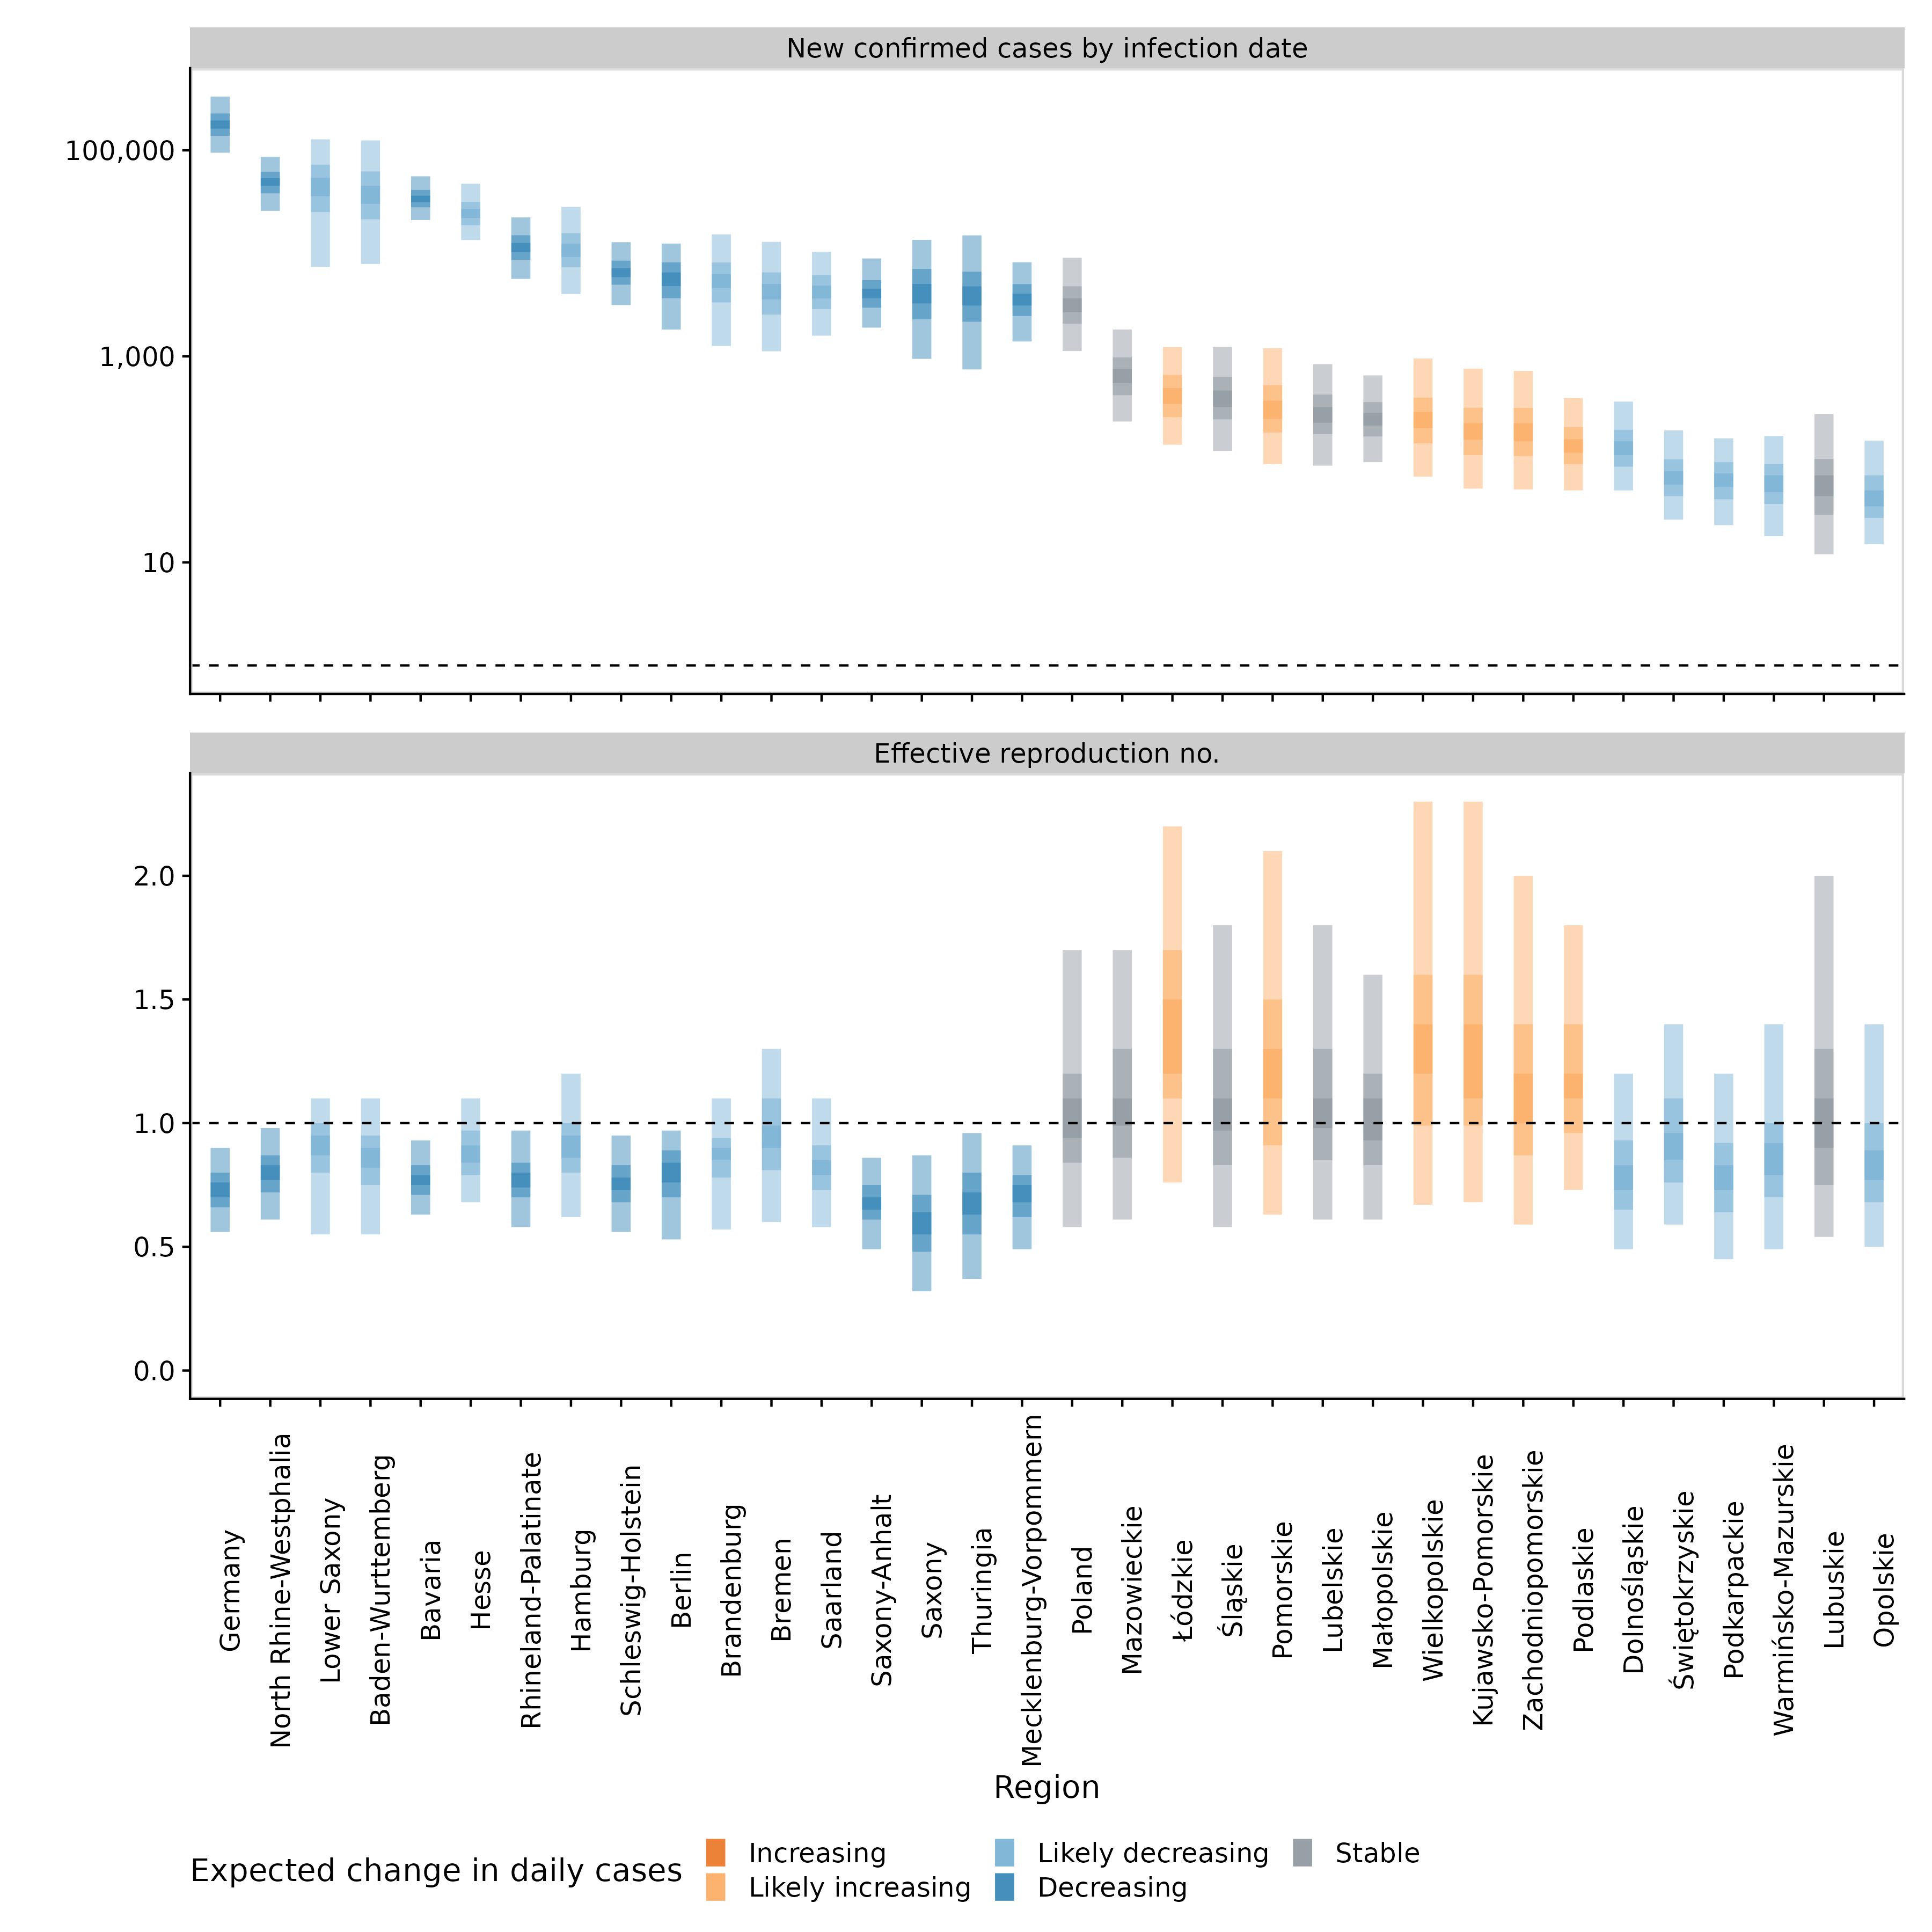 New confirmed cases by infection date
100,000
1,000
10
Effective reproduction no.
2.0
1.5
1.0
0.5
0.0
Germany
North Rhine-Westphalia
Lower Saxony
Baden-Wurttemberg
Bavaria
Hesse
Rhineland-Palatinate
Hamburg
Schleswig-Holstein
Berlin
Brandenburg
Bremen
Saarland
Saxony-Anhalt
Saxony
Thuringia
Mecklenburg-Vorpommern
Poland
Mazowieckie
Łódzkie
Śląskie
Pomorskie
Lubelskie
Małopolskie
Wielkopolskie
Kujawsko-Pomorskie
Zachodniopomorskie
Podlaskie
Dolnośląskie
Świętokrzyskie
Podkarpackie
Warmińsko-Mazurskie
Lubuskie
Opolskie
Region
Expected change in daily cases
Increasing
Likely increasing
Likely decreasing
Decreasing
Stable